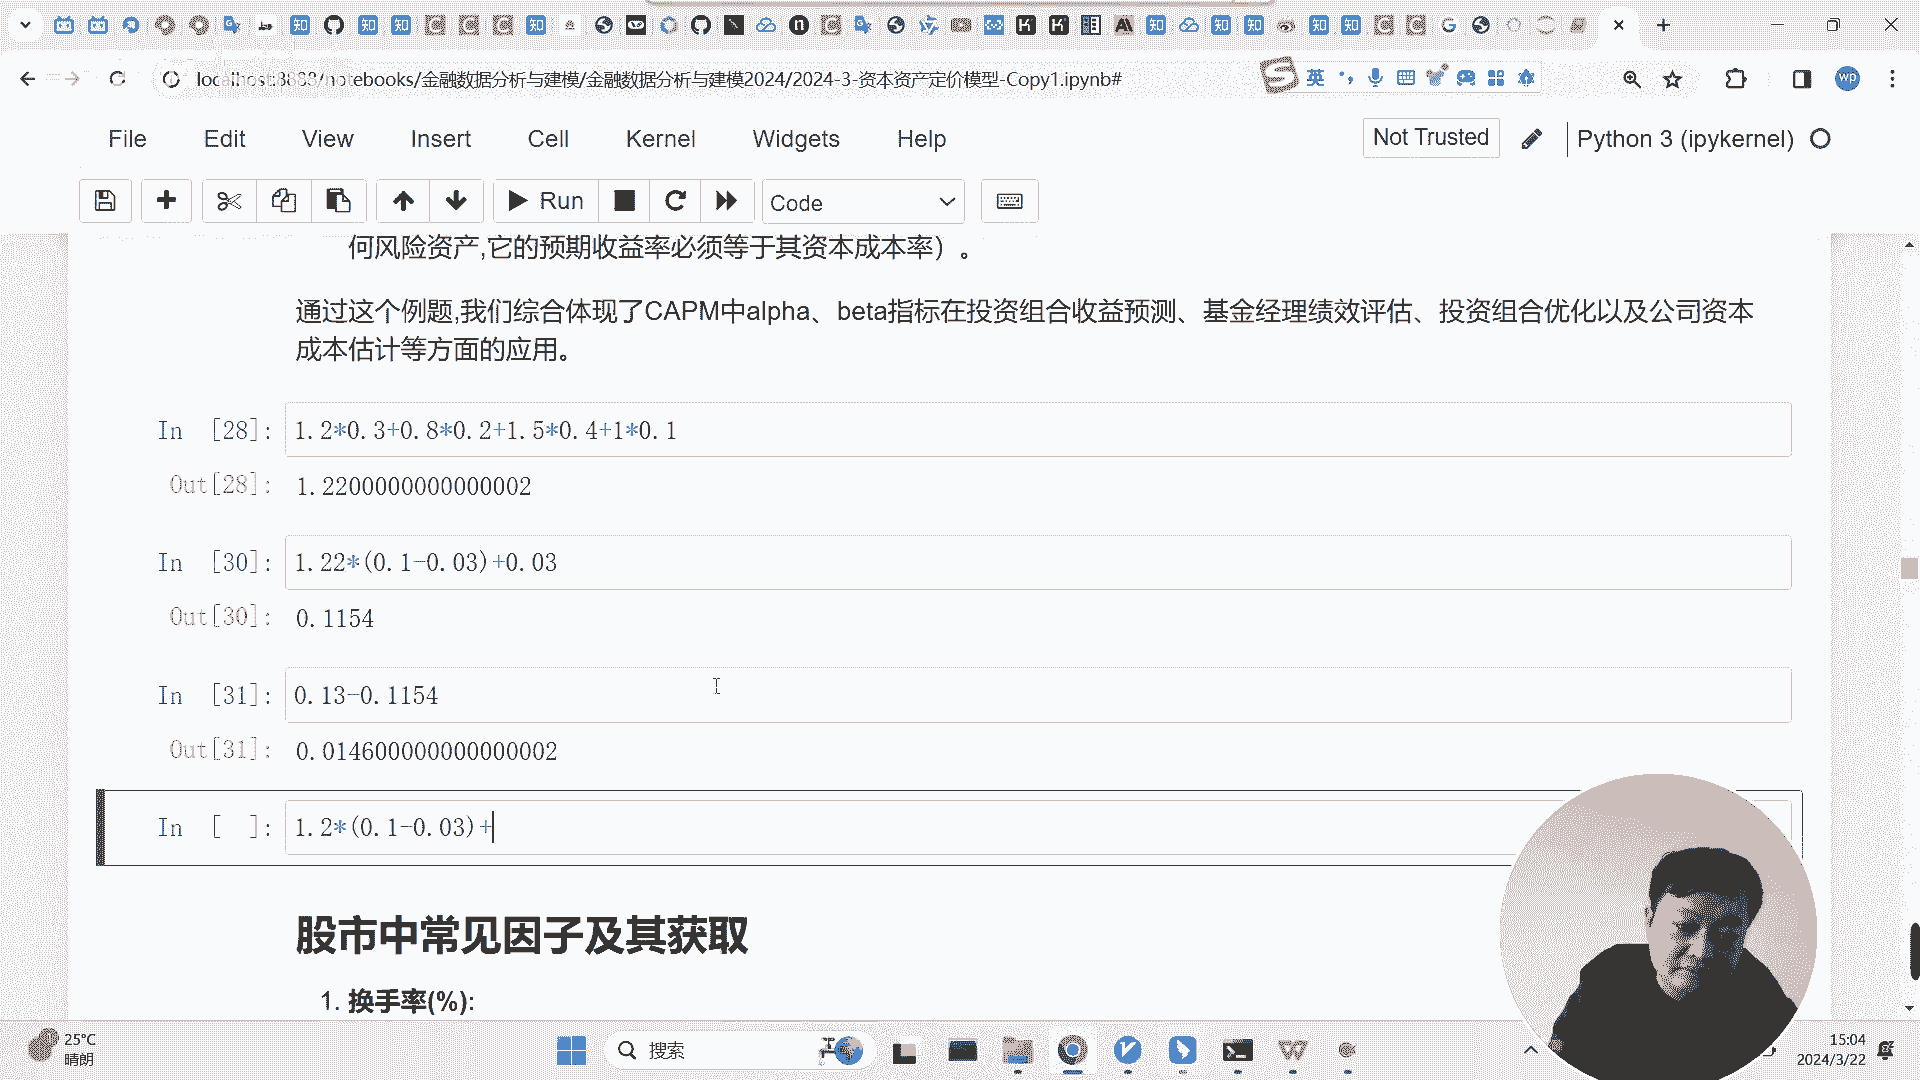 localhost:8888/notebooks/金融数据分析与建模/金融数据分析与建模2024/2024-3-资本资产定价模型-Copy1.ipynb#
英
wp
File Edit View Insert Cell Kernel Widgets Help
Not Trusted
Python 3 (ipykernel)
Run
Code
何风险资产,它的预期收益率必须等于其资本成本率）。
通过这个例题,我们综合体现了CAPM中alpha、beta指标在投资组合收益预测、基金经理绩效评估、投资组合优化以及公司资本
成本估计等方面的应用。
In [28]: 1.2*0.3+0.8*0.2+1.5*0.4+1*0.1
Out[28]: 1.2200000000000002
In [30]: 1.22*(0.1-0.03)+0.03
Out[30]: 0.1154
In [31]: 0.13-0.1154
Out[31]: 0.014600000000000002
In [ ]: 1.2*(0.1-0.03)+
股市中常见因子及其获取
1. 换手率(%):
25°C
晴朗
搜索
15:04
2024/3/22